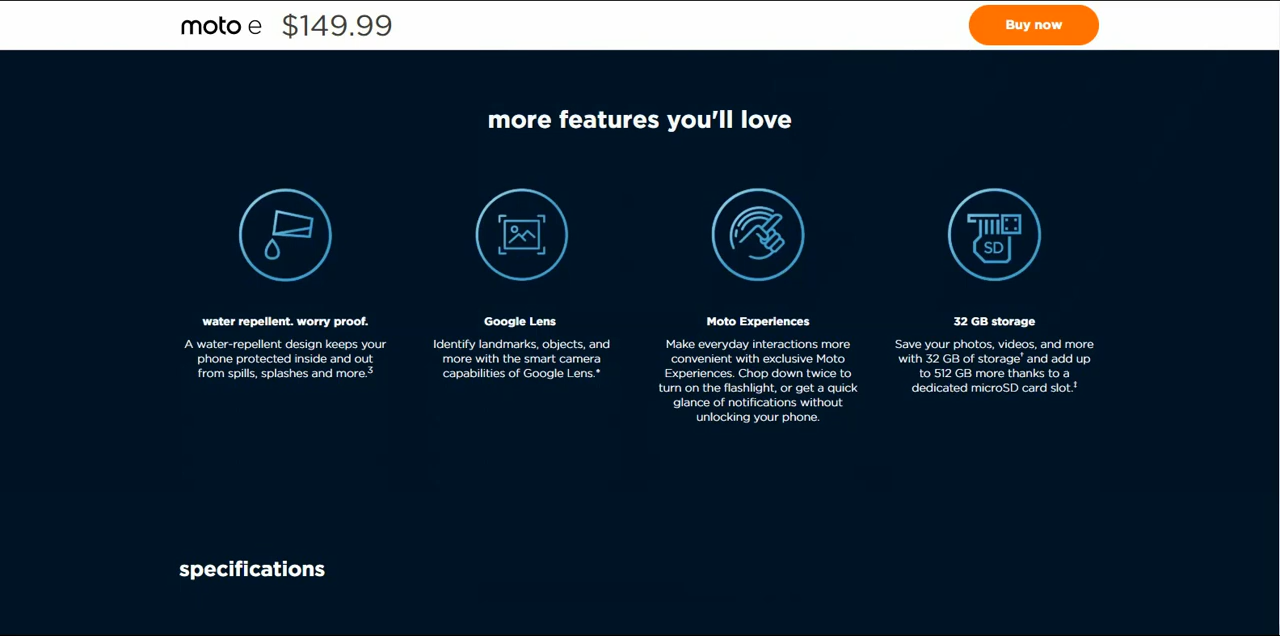 moto e $149.99
Buy now
more features you'll love
SD
water repellent. worry proof.
A water-repellent design keeps your
phone protected inside and out
from spills, splashes and more.³
Google Lens
Identify landmarks, objects, and
more with the smart camera
capabilities of Google Lens.*
Moto Experiences
Make everyday interactions more
convenient with exclusive Moto
Experiences. Chop down twice to
turn on the flashlight, or get a quick
glance of notifications without
unlocking your phone.
32 GB storage
Save your photos, videos, and more
with 32 GB of storage† and add up
to 512 GB more thanks to a
dedicated microSD card slot.‡
specifications